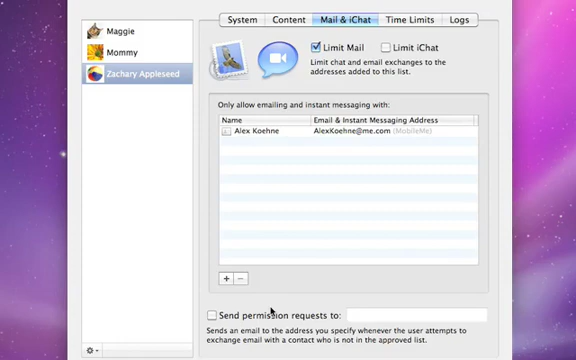 Maggie
Mommy
Zachary Appleseed
System Content Mail & iChat Time Limits Logs
Limit Mail Limit iChat
Limit chat and email exchanges to the
addresses added to this list.
Only allow emailing and instant messaging with:
Name Email & Instant Messaging Address
Alex Koehne AlexKoehne@me.com (MobileMe)
+ −
Send permission requests to:
Sends an email to the address you specify whenever the user attempts to
exchange email with a contact who is not in the approved list.